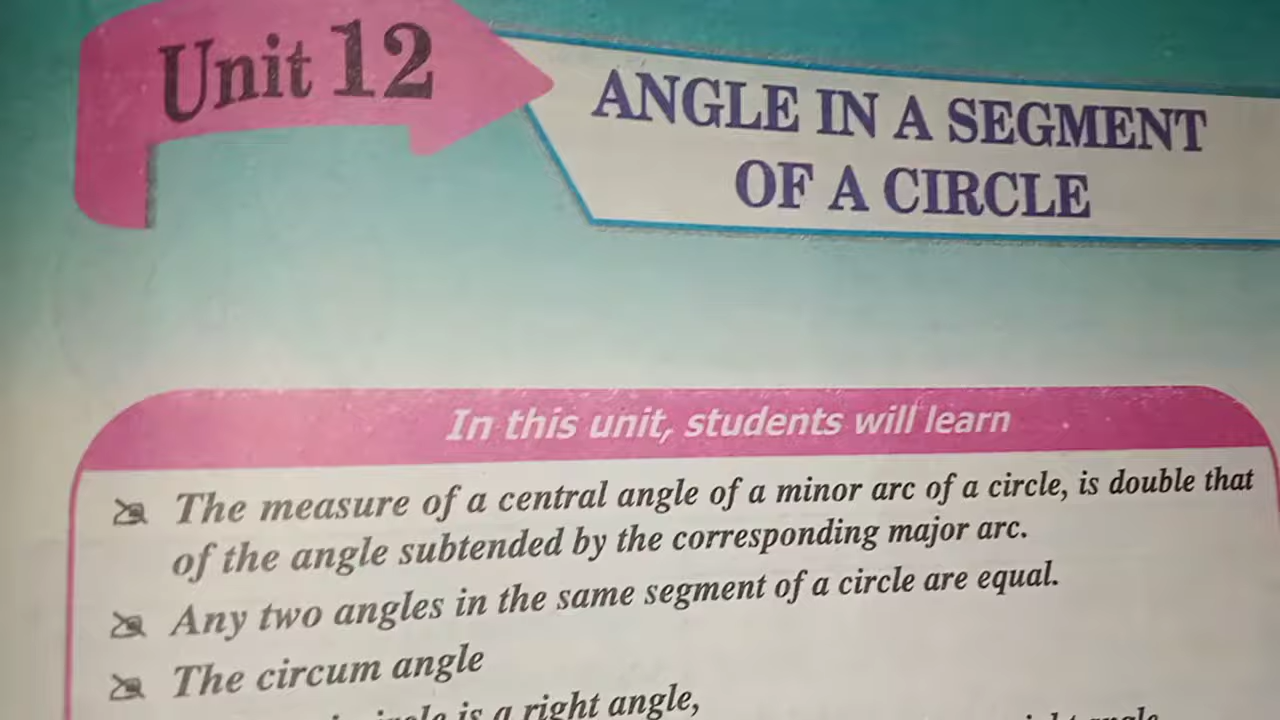 Unit 12
ANGLE IN A SEGMENT
OF A CIRCLE
In this unit, students will learn
The measure of a central angle of a minor arc of a circle, is double that
of the angle subtended by the corresponding major arc.
Any two angles in the same segment of a circle are equal.
The circum angle
is a right angle,